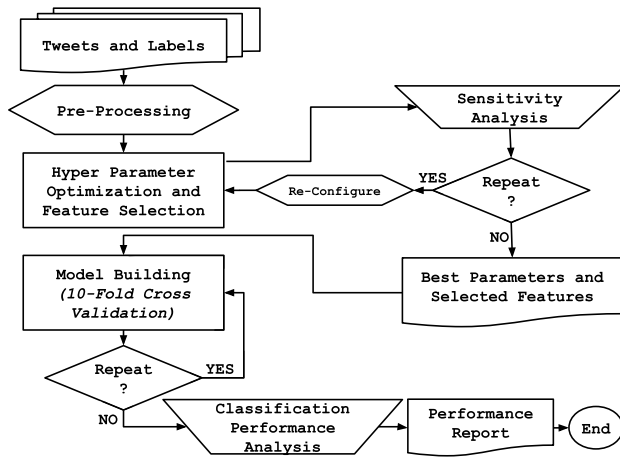 Tweets and Labels
Pre-Processing
Hyper Parameter
Optimization and
Feature Selection
Sensitivity
Analysis
Repeat
?
YES
Re-Configure
NO
Best Parameters and
Selected Features
Model Building
(10-Fold Cross
Validation)
Repeat
?
YES
NO
Classification
Performance
Analysis
Performance
Report
End